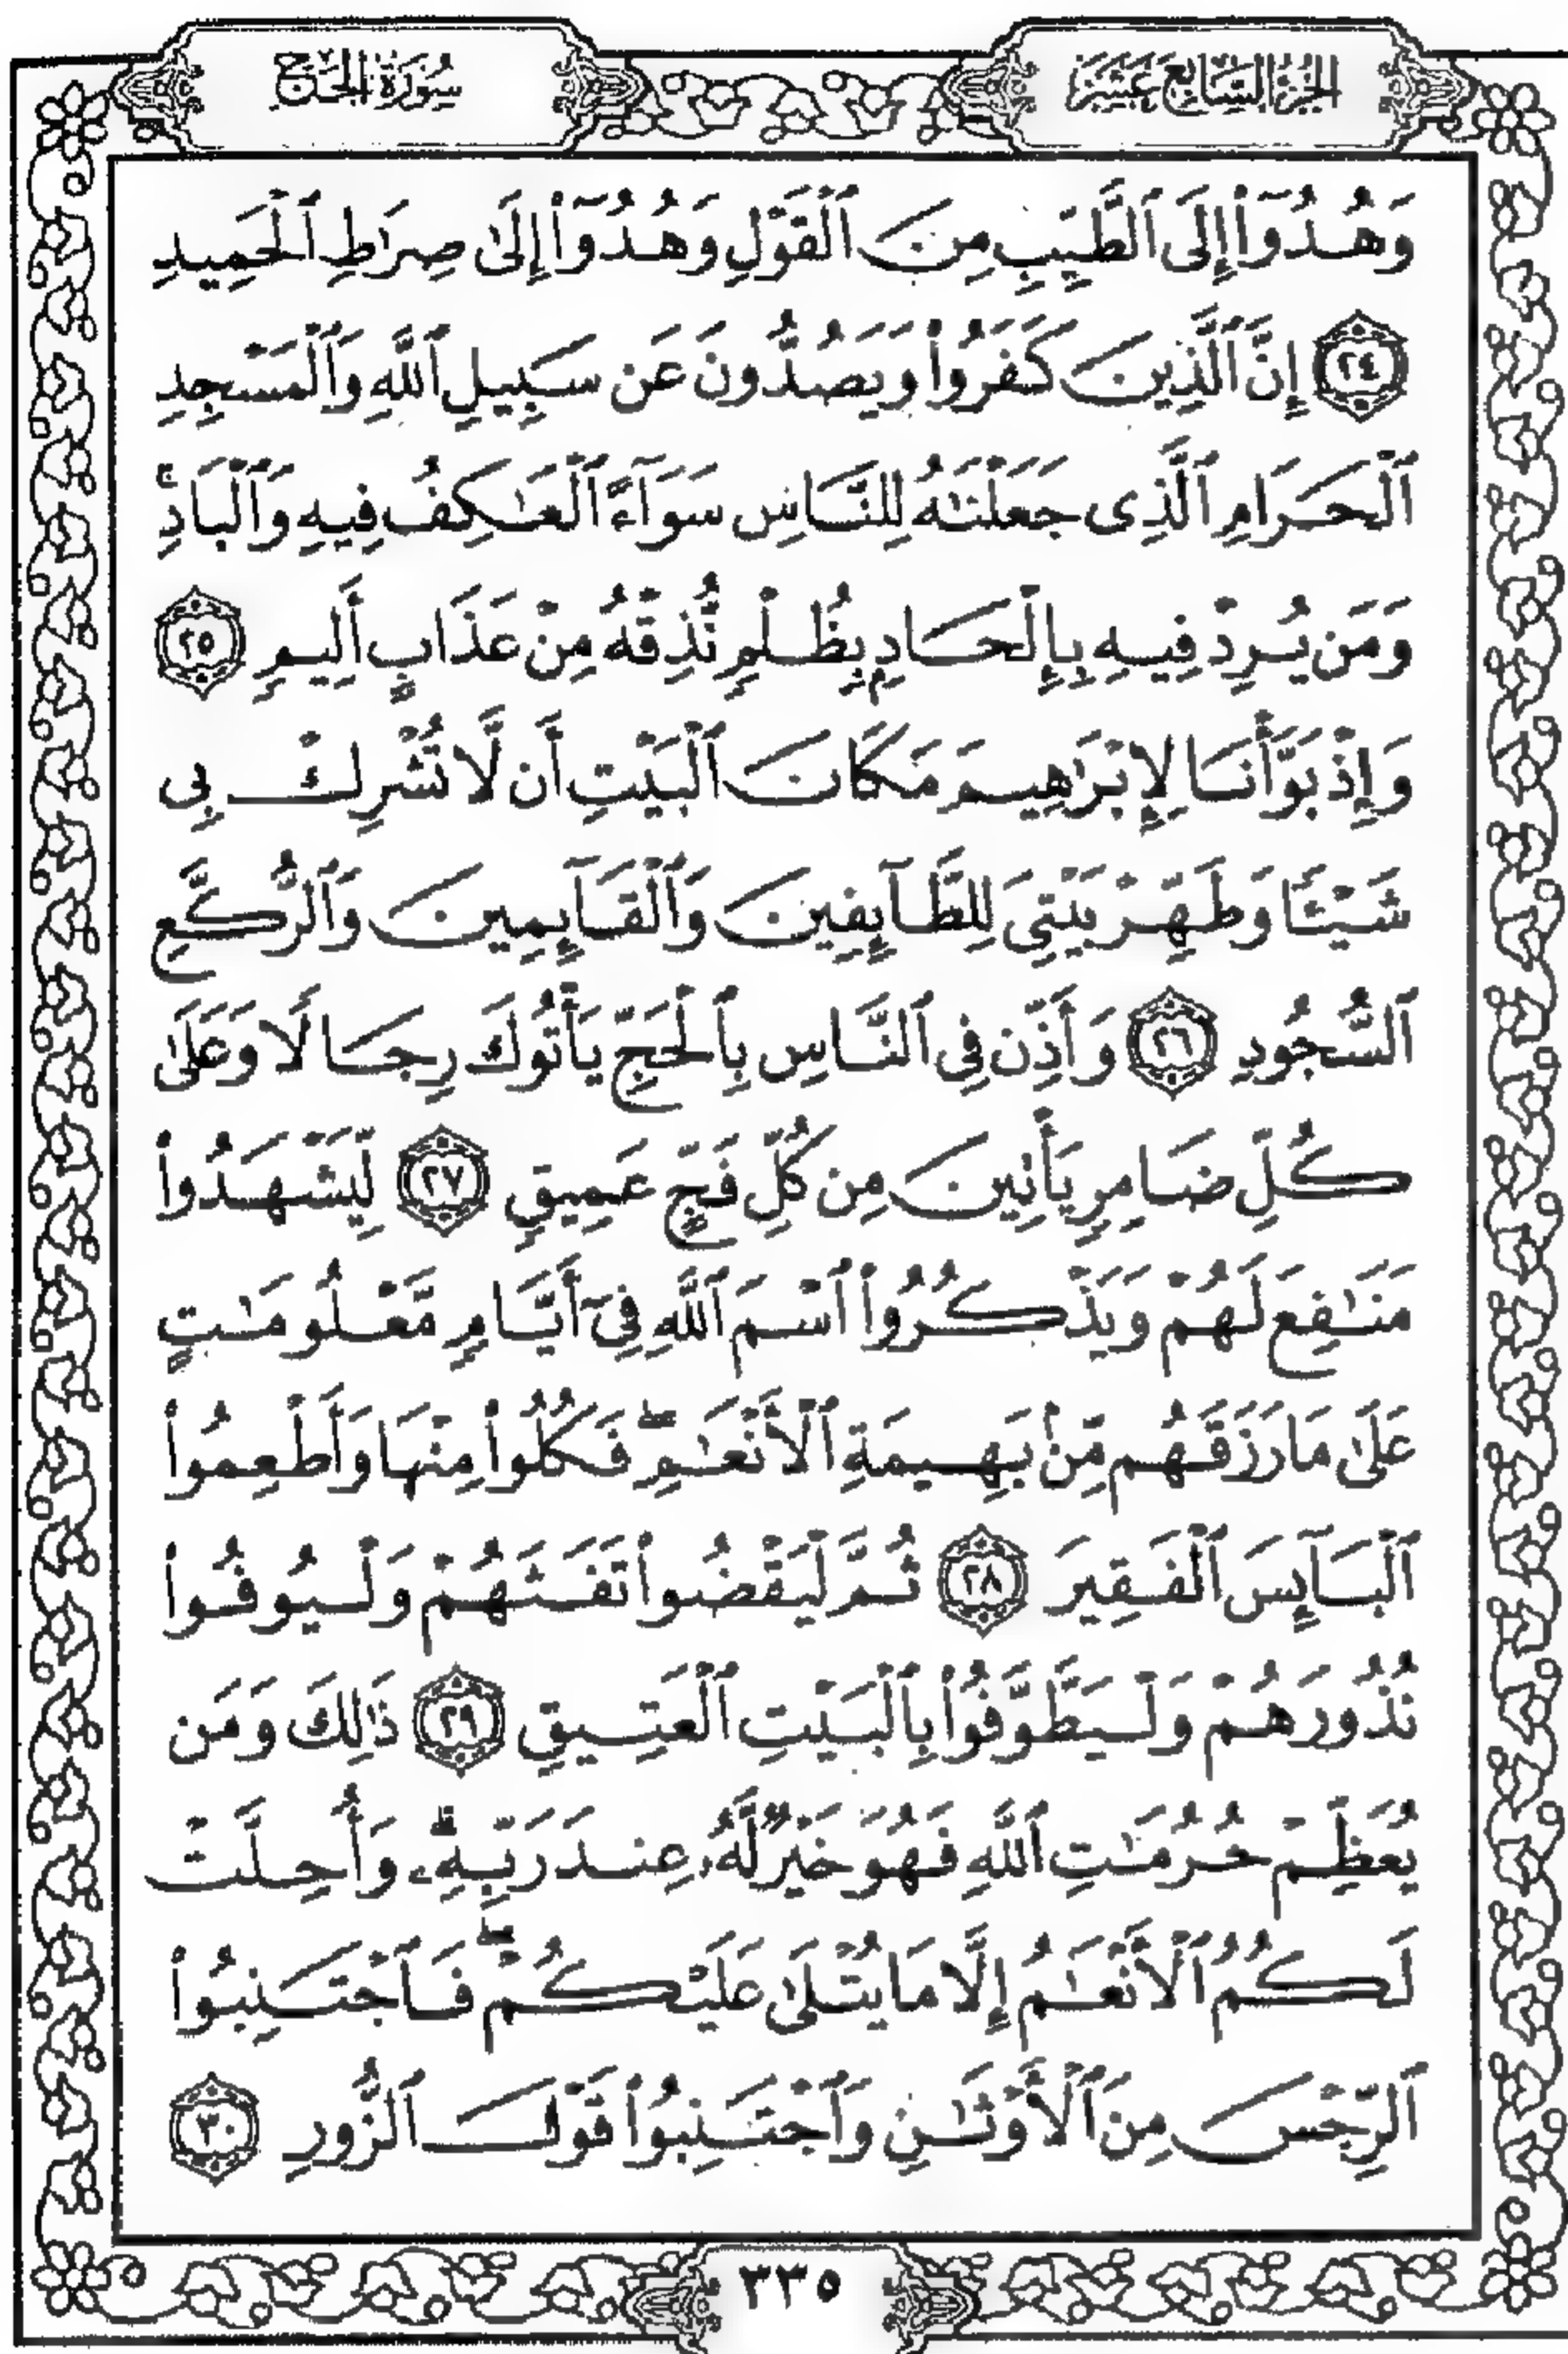 الجزء السابع عشر
سورة الحج
وَهُدُوٓا۟ إِلَى ٱلطَّيِّبِ مِنَ ٱلْقَوْلِ وَهُدُوٓا۟ إِلَىٰ صِرَٰطِ ٱلْحَمِيدِ
٢٤ إِنَّ ٱلَّذِينَ كَفَرُوا۟ وَيَصُدُّونَ عَن سَبِيلِ ٱللَّهِ وَٱلْمَسْجِدِ
ٱلْحَرَامِ ٱلَّذِى جَعَلْنَٰهُ لِلنَّاسِ سَوَآءً ٱلْعَٰكِفُ فِيهِ وَٱلْبَادِ ۚ
وَمَن يُرِدْ فِيهِ بِإِلْحَادٍۭ بِظُلْمٍ نُّذِقْهُ مِنْ عَذَابٍ أَلِيمٍ ٢٥
وَإِذْ بَوَّأْنَا لِإِبْرَٰهِيمَ مَكَانَ ٱلْبَيْتِ أَن لَّا تُشْرِكْ بِى
شَيْـًٔا وَطَهِّرْ بَيْتِىَ لِلطَّآئِفِينَ وَٱلْقَآئِمِينَ وَٱلرُّكَّعِ
ٱلسُّجُودِ ٢٦ وَأَذِّن فِى ٱلنَّاسِ بِٱلْحَجِّ يَأْتُوكَ رِجَالًا وَعَلَىٰ
كُلِّ ضَامِرٍ يَأْتِينَ مِن كُلِّ فَجٍّ عَمِيقٍ ٢٧ لِّيَشْهَدُوا۟
مَنَٰفِعَ لَهُمْ وَيَذْكُرُوا۟ ٱسْمَ ٱللَّهِ فِىٓ أَيَّامٍ مَّعْلُومَٰتٍ
عَلَىٰ مَا رَزَقَهُم مِّنۢ بَهِيمَةِ ٱلْأَنْعَٰمِ ۖ فَكُلُوا۟ مِنْهَا وَأَطْعِمُوا۟
ٱلْبَآئِسَ ٱلْفَقِيرَ ٢٨ ثُمَّ لْيَقْضُوا۟ تَفَثَهُمْ وَلْيُوفُوا۟
نُذُورَهُمْ وَلْيَطَّوَّفُوا۟ بِٱلْبَيْتِ ٱلْعَتِيقِ ٢٩ ذَٰلِكَ وَمَن
يُعَظِّمْ حُرُمَٰتِ ٱللَّهِ فَهُوَ خَيْرٌ لَّهُۥ عِندَ رَبِّهِۦ ۗ وَأُحِلَّتْ
لَكُمُ ٱلْأَنْعَٰمُ إِلَّا مَا يُتْلَىٰ عَلَيْكُمْ ۖ فَٱجْتَنِبُوا۟
ٱلرِّجْسَ مِنَ ٱلْأَوْثَٰنِ وَٱجْتَنِبُوا۟ قَوْلَ ٱلزُّورِ ٣٠
٣٣٥